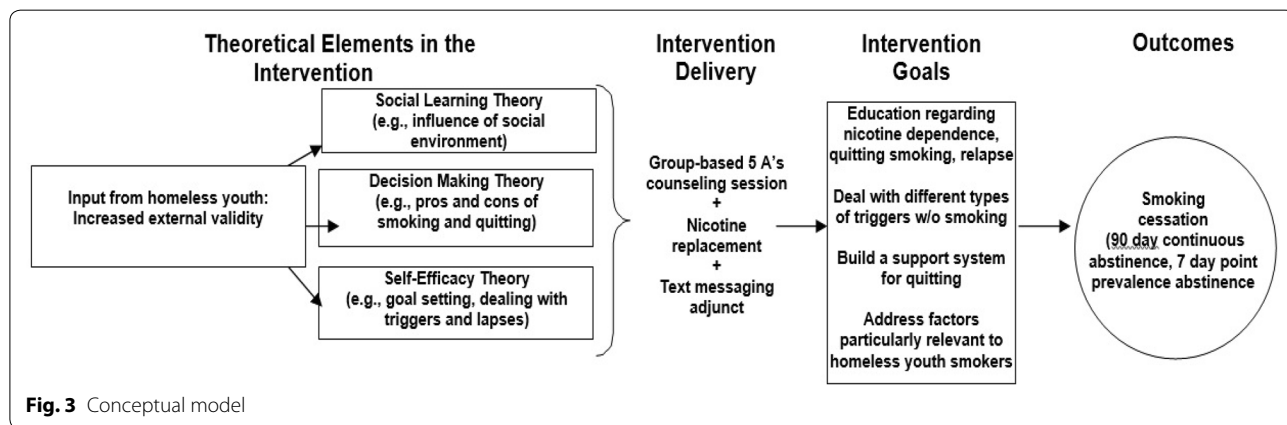 Theoretical Elements in the
Intervention
Intervention
Delivery
Intervention
Goals
Outcomes
Input from homeless youth:
Increased external validity
Social Learning Theory
(e.g., influence of social
environment)
Decision Making Theory
(e.g., pros and cons of
smoking and quitting)
Self-Efficacy Theory
(e.g., goal setting, dealing with
triggers and lapses)
Group-based 5 A's
counseling session
+
Nicotine
replacement
+
Text messaging
adjunct
Education regarding
nicotine dependence,
quitting smoking, relapse
Deal with different types
of triggers w/o smoking
Build a support system
for quitting
Address factors
particularly relevant to
homeless youth smokers
Smoking
cessation
(90 day continuous
abstinence, 7 day point
prevalence abstinence
Fig. 3 Conceptual model